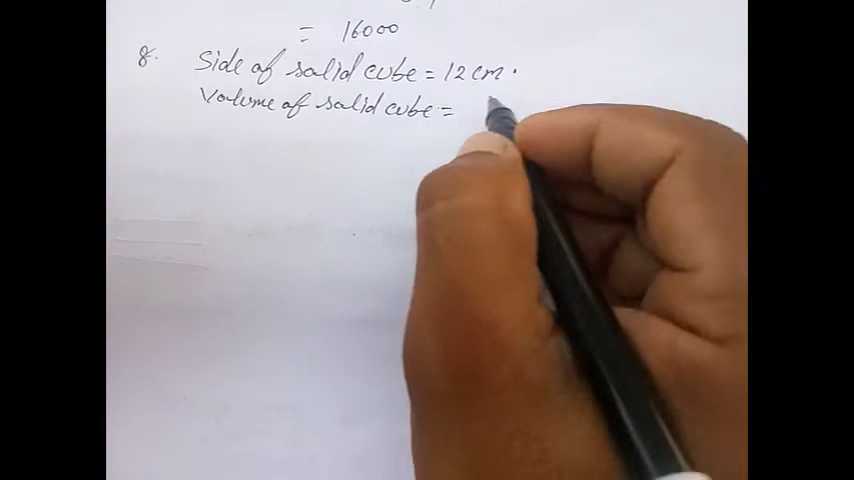 = 16000
8. Side of solid cube = 12 cm.
Volume of solid cube =